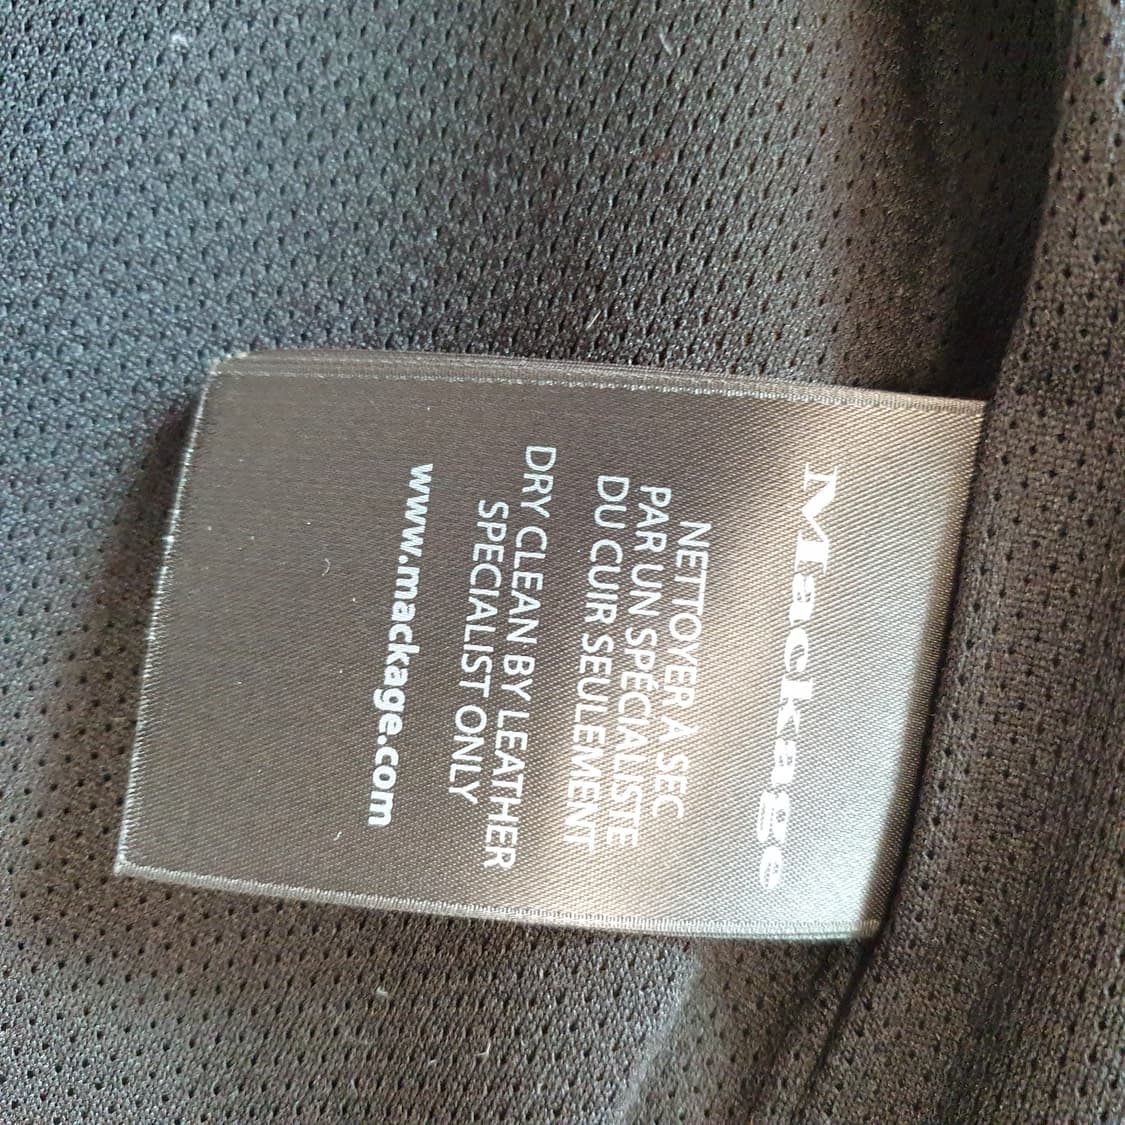 Mackage
NETTOYER À SEC
PAR UN SPÉCIALISTE
DU CUIR SEULEMENT
DRY CLEAN BY LEATHER
SPECIALIST ONLY
www.mackage.com